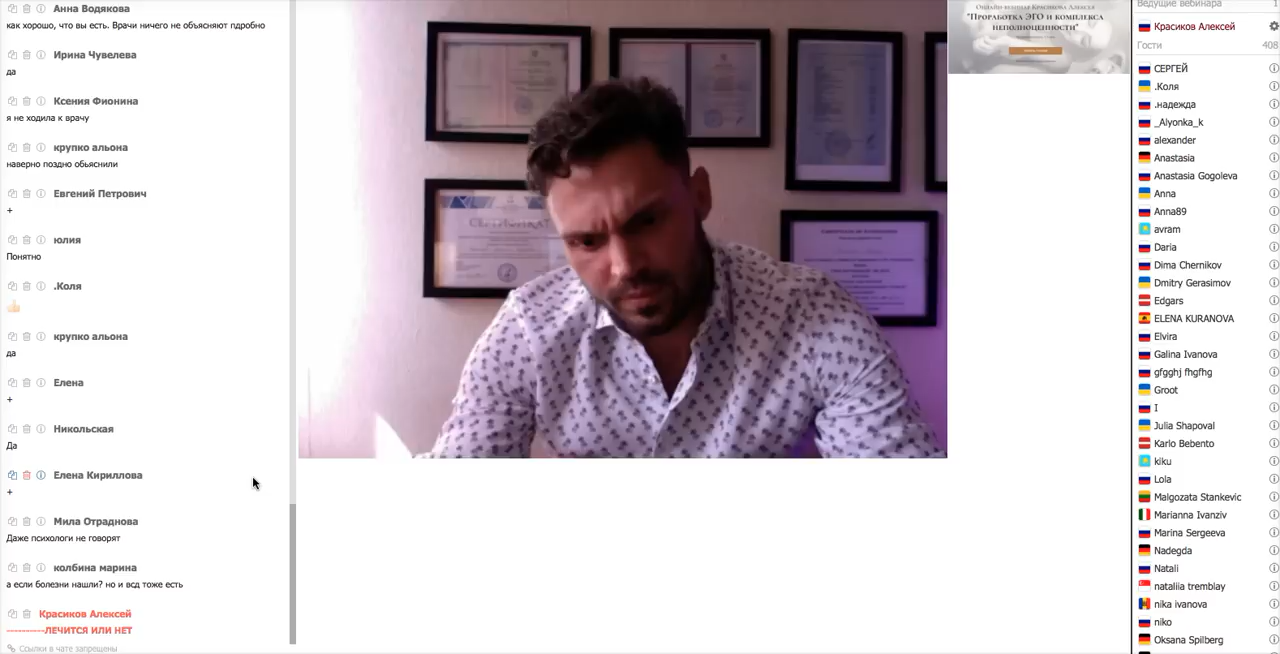 Анна Водякова
как хорошо, что вы есть. Врачи ничего не объясняют пдробно
Ирина Чувелева
да
Ксения Фионина
я не ходила к врачу
крупко альона
наверно поздно обьяснили
Евгений Петрович
+
юлия
Понятно
.Коля
крупко альона
да
Елена
+
Никольская
Да
Елена Кириллова
+
Мила Отраднова
Даже психологи не говорят
колбина марина
а если болезни нашли? но и всд тоже есть
Красиков Алексей
----------ЛЕЧИТСЯ ИЛИ НЕТ
Ссылки в чате запрещены
СЕРТИФИКАТ
Онлайн-вебинар Красикова Алексея
"Проработка ЭГО и комплекса
неполноценности"
Ведущие вебинара 1
Красиков Алексей
Гости 408
СЕРГЕЙ
.Коля
.надежда
_Alyonka_k
alexander
Anastasia
Anastasia Gogoleva
Anna
Anna89
avram
Daria
Dima Chernikov
Dmitry Gerasimov
Edgars
ELENA KURANOVA
Elvira
Galina Ivanova
gfgghj fhgfhg
Groot
I
Julia Shapoval
Karlo Bebento
kiku
Lola
Malgozata Stankevic
Marianna Ivanziv
Marina Sergeeva
Nadegda
Natali
nataliia tremblay
nika ivanova
niko
Oksana Spilberg